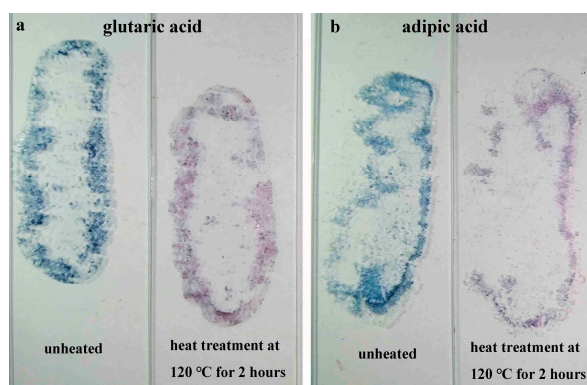 a glutaric acid
b adipic acid
unheated
heat treatment at
120 ℃ for 2 hours
unheated
heat treatment at
120 ℃ for 2 hours